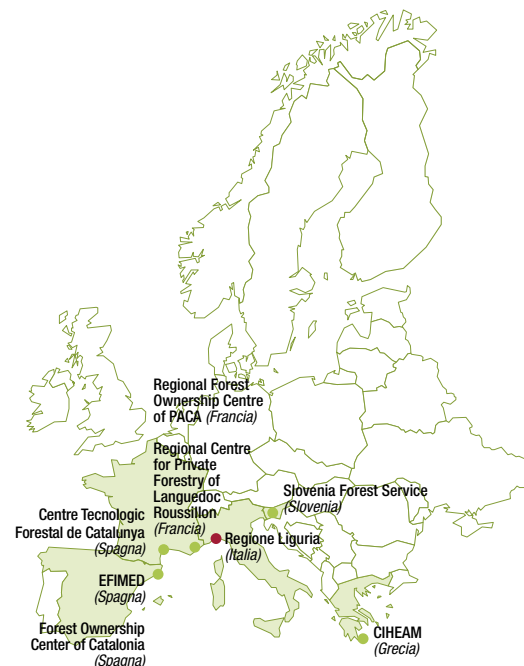 Regional Forest
Ownership Centre
of PACA (Francia)
Regional Centre
for Private
Forestry of
Languedoc
Roussillon
(Francia)
Slovenia Forest Service
(Slovenia)
Centre Tecnologic
Forestal de Catalunya
(Spagna)
Regione Liguria
(Italia)
EFIMED
(Spagna)
Forest Ownership
Center of Catalonia
(Spagna)
CIHEAM
(Grecia)